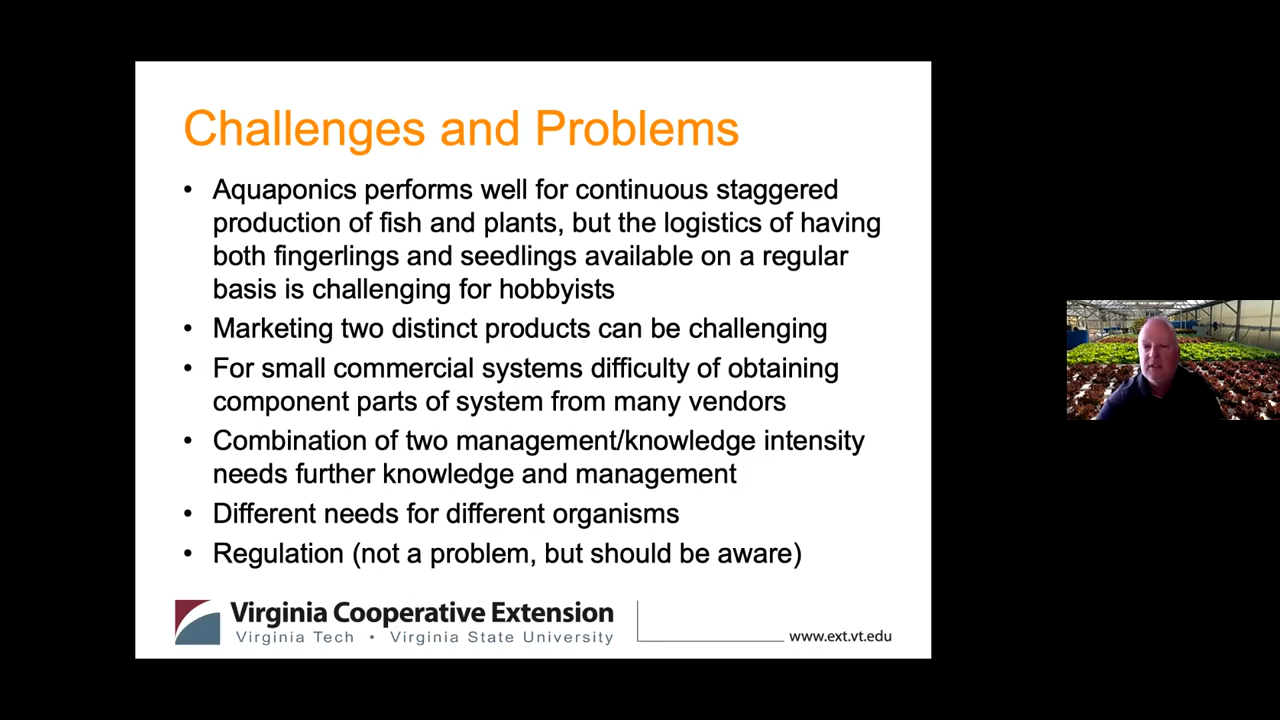 Challenges and Problems
• Aquaponics performs well for continuous staggered
production of fish and plants, but the logistics of having
both fingerlings and seedlings available on a regular
basis is challenging for hobbyists
• Marketing two distinct products can be challenging
• For small commercial systems difficulty of obtaining
component parts of system from many vendors
• Combination of two management/knowledge intensity
needs further knowledge and management
• Different needs for different organisms
• Regulation (not a problem, but should be aware)
Virginia Cooperative Extension
Virginia Tech • Virginia State University
www.ext.vt.edu